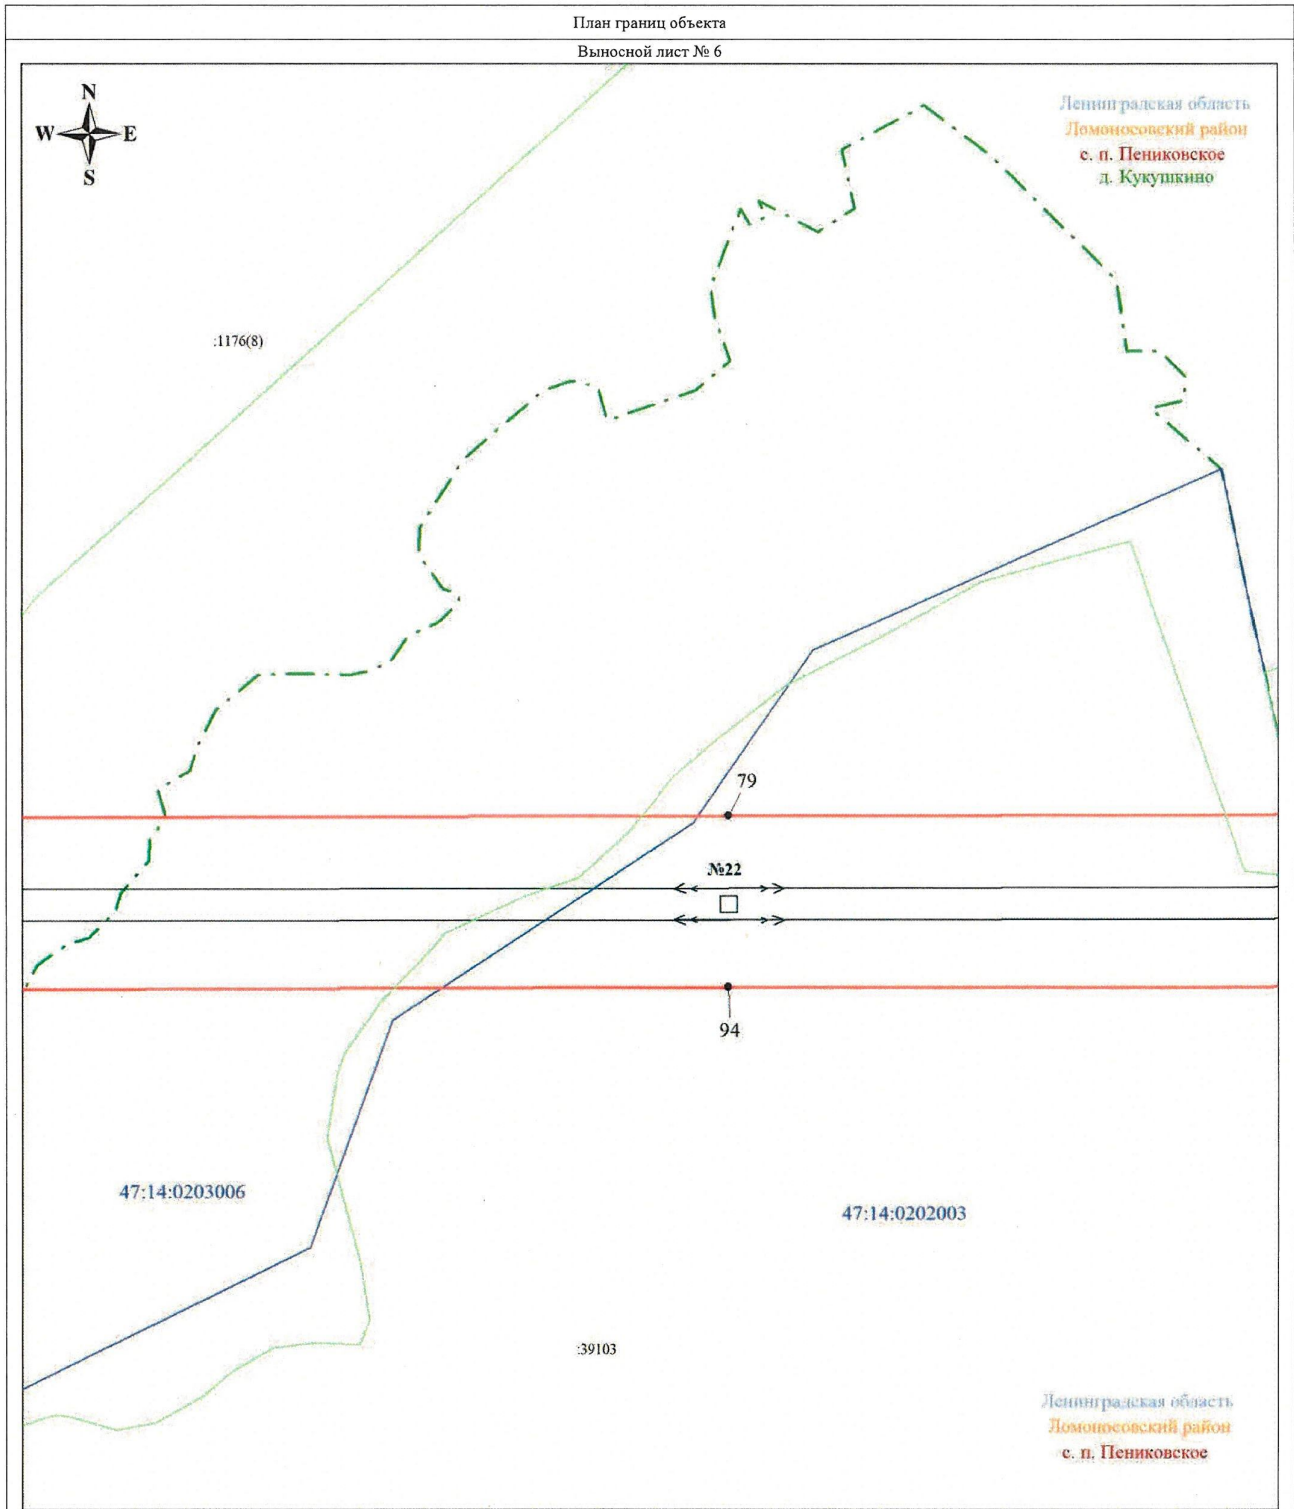 План границ объекта
Выносной лист № 6
N
W E
S
Ленинградская область
Ломоносовский район
с. п. Пениковское
д. Кукушкино
:1176(8)
79
№22
94
47:14:0203006
47:14:0202003
:39103
Ленинградская область
Ломоносовский район
с. п. Пениковское